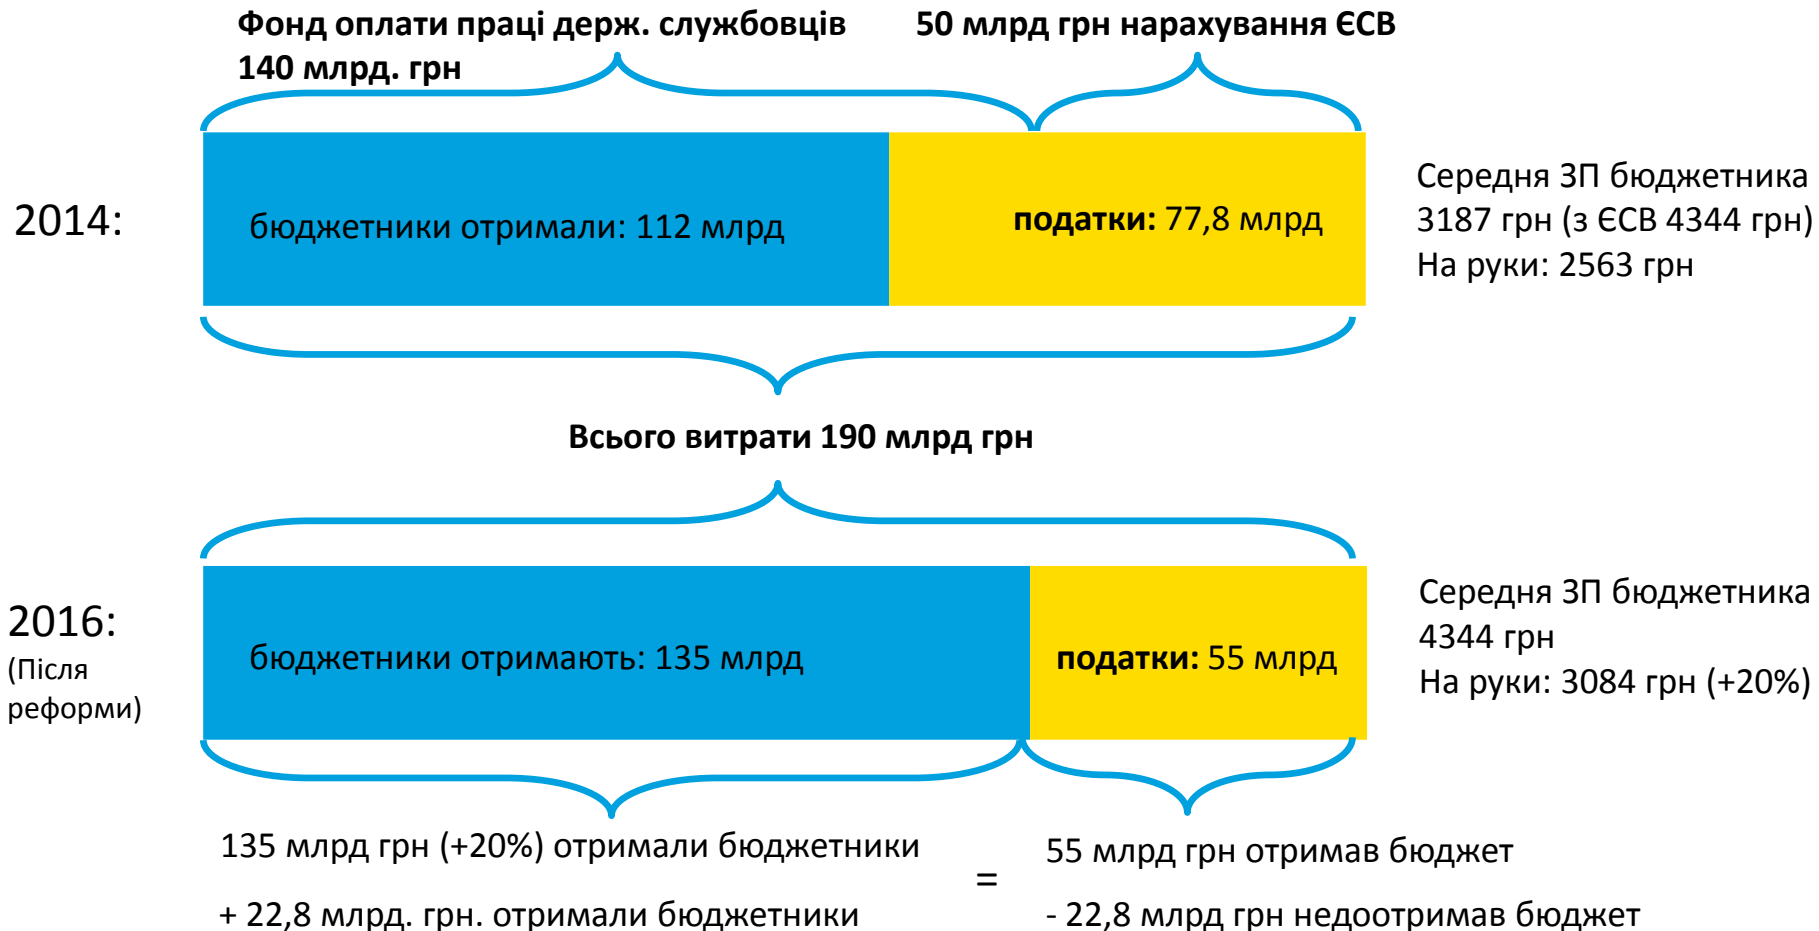 Фонд оплати праці держ. службовців
140 млрд. грн
50 млрд грн нарахування ЄСВ
2014:
бюджетники отримали: 112 млрд
податки: 77,8 млрд
Середня ЗП бюджетника
3187 грн (з ЄСВ 4344 грн)
На руки: 2563 грн
Всього витрати 190 млрд грн
2016:
(Після
реформи)
бюджетники отримають: 135 млрд
податки: 55 млрд
Середня ЗП бюджетника
4344 грн
На руки: 3084 грн (+20%)
135 млрд грн (+20%) отримали бюджетники
+ 22,8 млрд. грн. отримали бюджетники
=
55 млрд грн отримав бюджет
- 22,8 млрд грн недоотримав бюджет